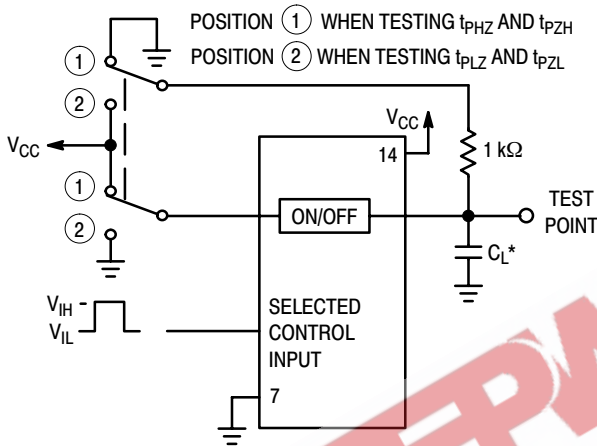 POSITION 1 WHEN TESTING tPHZ AND tPZH
POSITION 2 WHEN TESTING tPLZ AND tPZL
1
2
VCC
1
2
VCC
14
1 kΩ
ON/OFF
TEST
POINT
CL*
VIH
VIL
SELECTED
CONTROL
INPUT
7